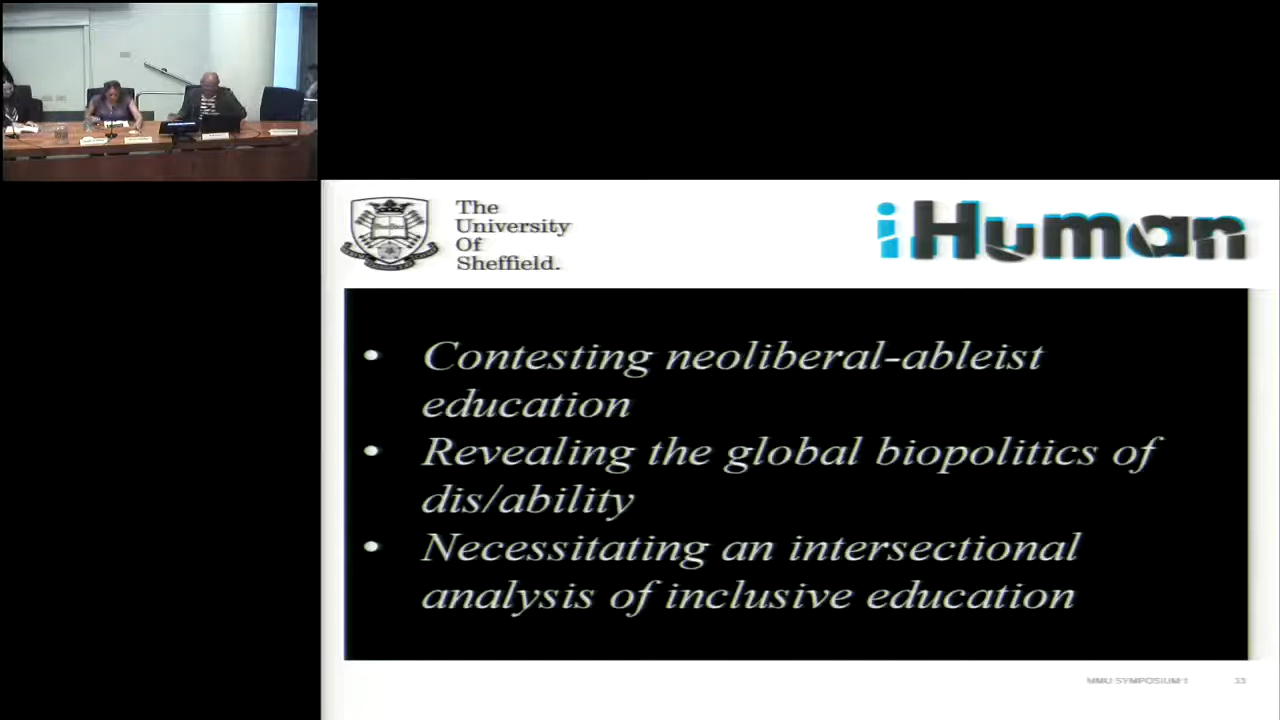 The
University
Of
Sheffield.
iHuman
• Contesting neoliberal-ableist
education
• Revealing the global biopolitics of
dis/ability
• Necessitating an intersectional
analysis of inclusive education
MMU SYMPOSIUM 1
33